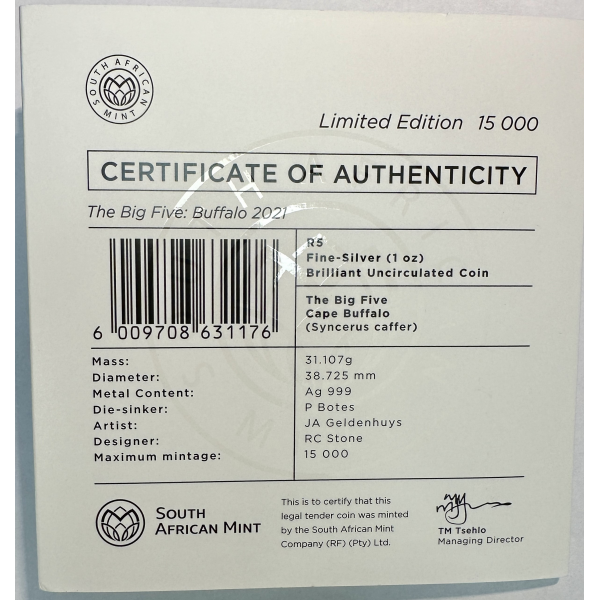 SOUTH AFRICAN MINT
Limited Edition 15 000
CERTIFICATE OF AUTHENTICITY
The Big Five: Buffalo 2021
6 009708 631176
R5
Fine-Silver (1 oz)
Brilliant Uncirculated Coin
The Big Five
Cape Buffalo
(Syncerus caffer)
Mass: 31.107g
Diameter: 38.725 mm
Metal Content: Ag 999
Die-sinker: P Botes
Artist: JA Geldenhuys
Designer: RC Stone
Maximum mintage: 15 000
SOUTH
AFRICAN MINT
This is to certify that this
legal tender coin was minted
by the South African Mint
Company (RF) (Pty) Ltd.
TM Tsehlo
Managing Director